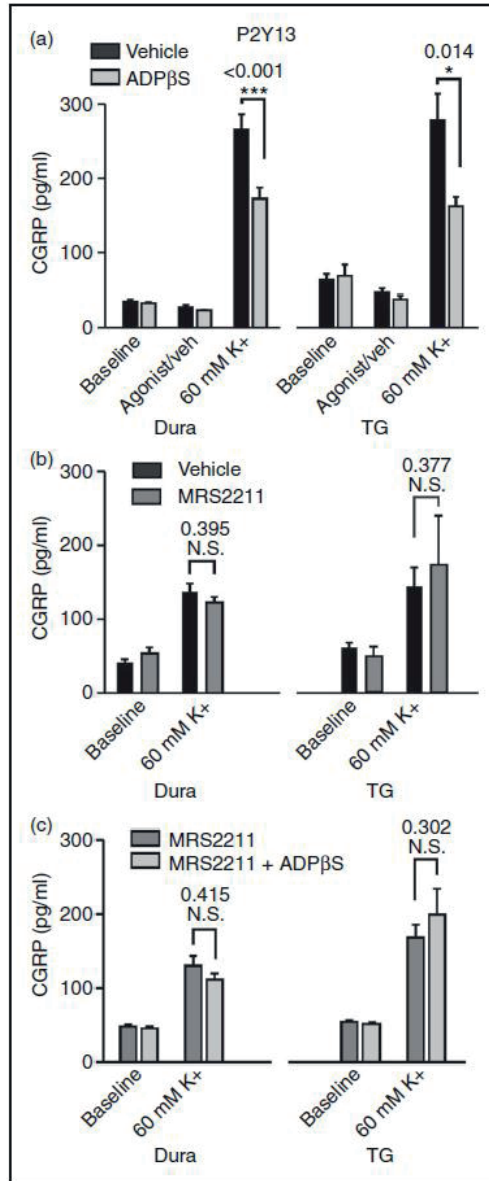 (a)
P2Y13
Vehicle
ADPβS
<0.001
***
0.014
*
CGRP (pg/ml)
300
200
100
0
Baseline
Agonist/veh
60 mM K+
Baseline
Agonist/veh
60 mM K+
Dura
TG
(b)
Vehicle
MRS2211
0.395
N.S.
0.377
N.S.
CGRP (pg/ml)
300
200
100
0
Baseline
60 mM K+
Baseline
60 mM K+
Dura
TG
(c)
MRS2211
MRS2211 + ADPβS
0.415
N.S.
0.302
N.S.
CGRP (pg/ml)
300
200
100
0
Baseline
60 mM K+
Baseline
60 mM K+
Dura
TG